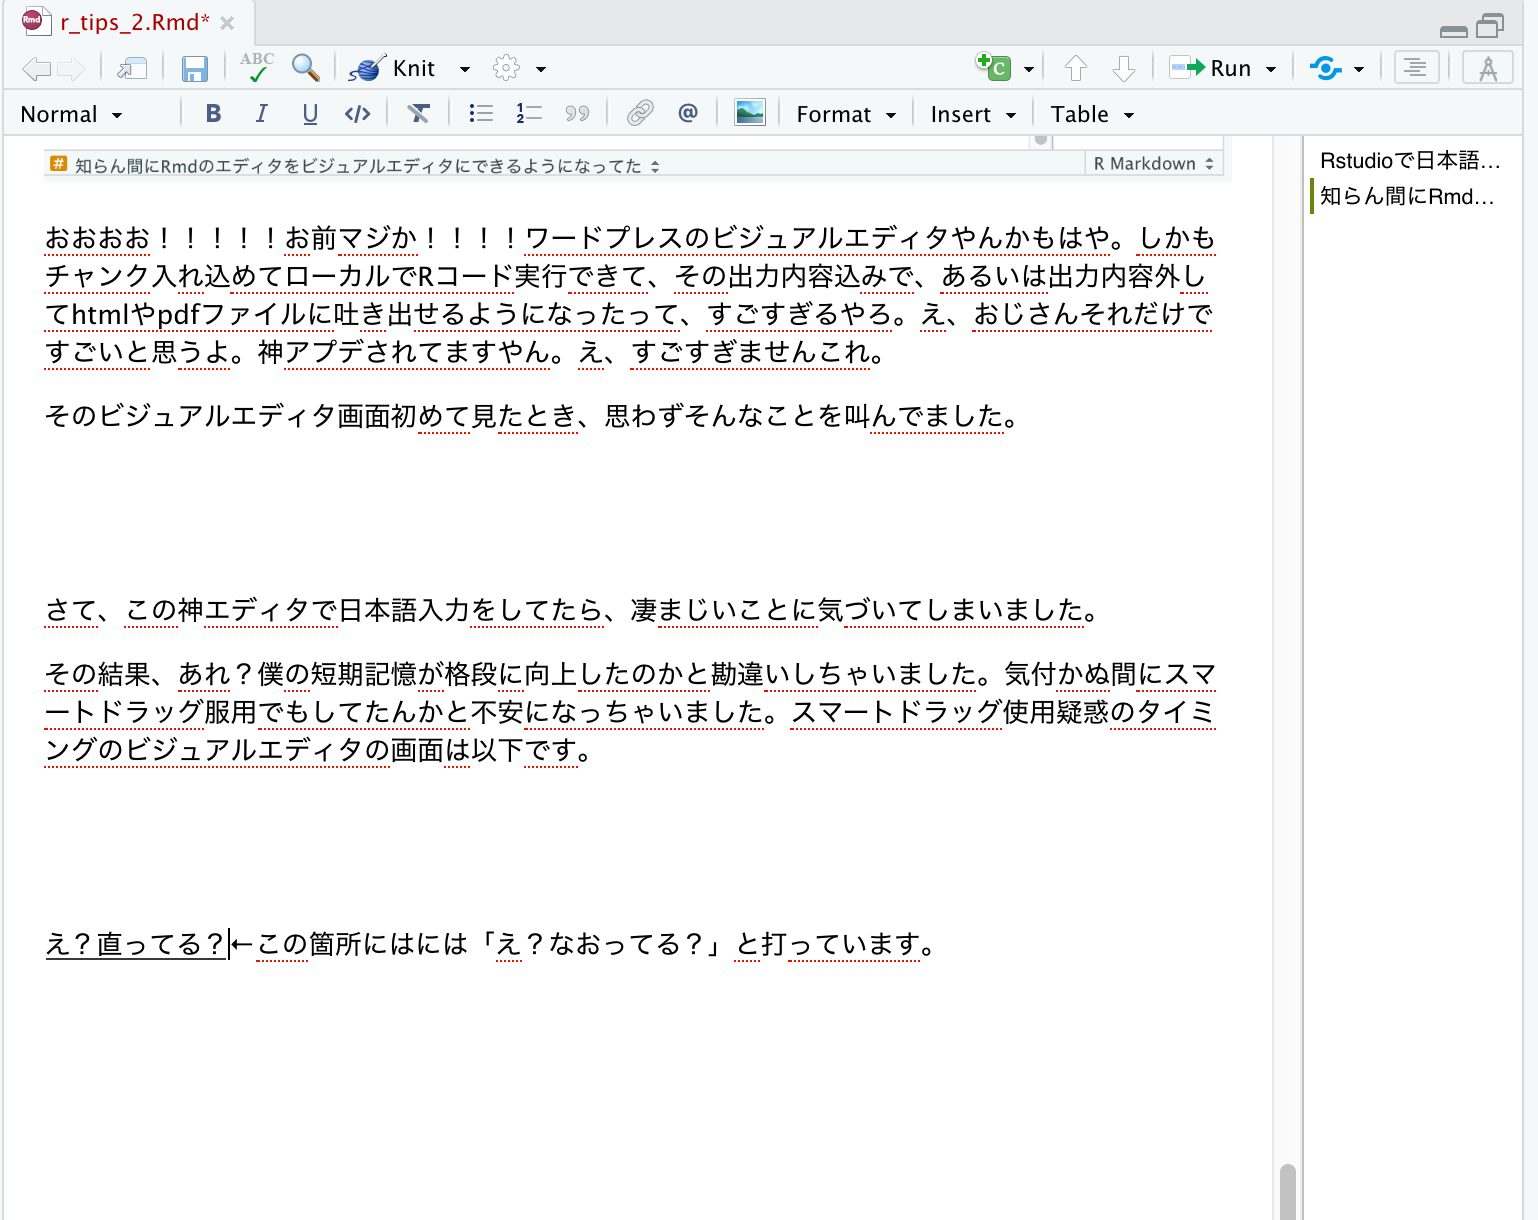 r_tips_2.Rmd*
ABC
Knit
C
Run
Normal
B I U </>
@
Format
Insert
Table
知らん間にRmdのエディタをビジュアルエディタにできるようになってた
R Markdown
Rstudioで日本語…
知らん間にRmd…
おおおお！！！！！お前マジか！！！！ワードプレスのビジュアルエディタやんかもはや。しかも
チャンク入れ込めてローカルでRコード実行できて、その出力内容込みで、あるいは出力内容外し
てhtmlやpdfファイルに吐き出せるようになったって、すごすぎるやろ。え、おじさんそれだけで
すごいと思うよ。神アプデされてますやん。え、すごすぎませんこれ。
そのビジュアルエディタ画面初めて見たとき、思わずそんなことを叫んでました。
さて、この神エディタで日本語入力をしてたら、凄まじいことに気づいてしまいました。
その結果、あれ？僕の短期記憶が格段に向上したのかと勘違いしちゃいました。気付かぬ間にスマ
ートドラッグ服用でもしてたんかと不安になっちゃいました。スマートドラッグ使用疑惑のタイミ
ングのビジュアルエディタの画面は以下です。
え？直ってる？←この箇所にはには「え？なおってる？」と打っています。